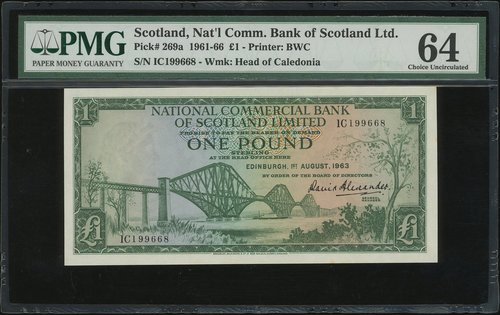 PMG
PAPER MONEY GUARANTY
Scotland, Nat'l Comm. Bank of Scotland Ltd.
Pick# 269a 1961-66 £1 - Printer: BWC
S/N IC199668 - Wmk: Head of Caledonia
64
Choice Uncirculated
1
NATIONAL COMMERCIAL BANK
OF SCOTLAND LIMITED
IC199668
1
PROMISE TO PAY THE BEARER ON DEMAND
ONE POUND
STERLING
AT THE HEAD OFFICE HERE
EDINBURGH, 1ST AUGUST, 1963
BY ORDER OF THE BOARD OF DIRECTORS
David Alexander
£1
IC199668
£1